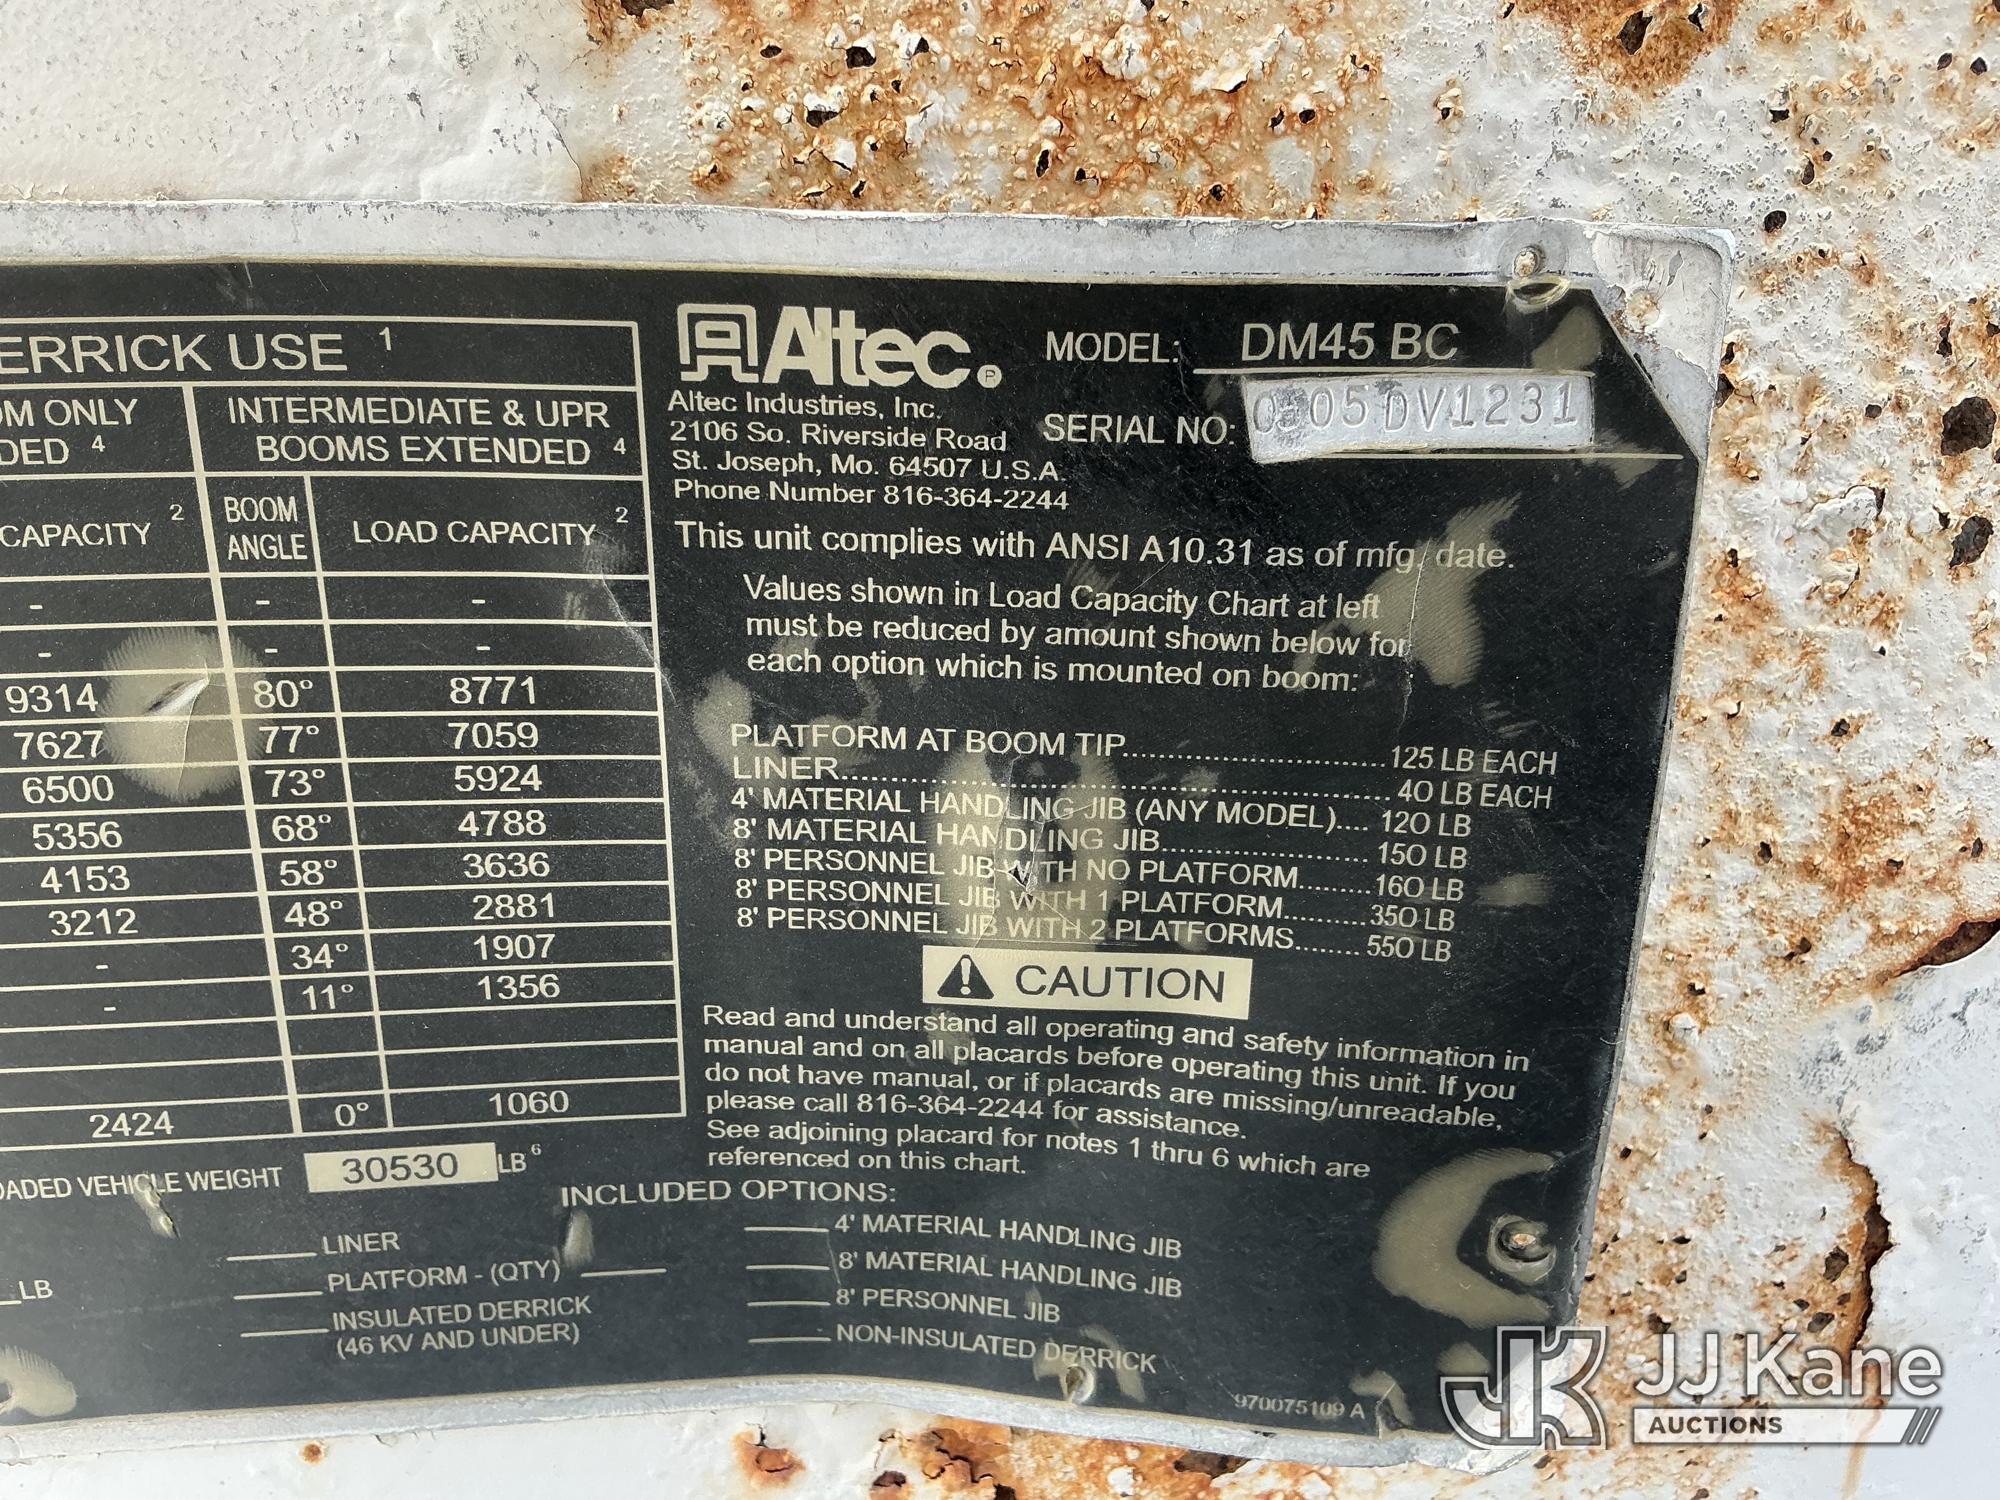 ERRICK USE 1
OM ONLY
DED 4
INTERMEDIATE & UPR
BOOMS EXTENDED 4
CAPACITY 2
BOOM
ANGLE
LOAD CAPACITY 2
- - -
- - -
9314 80° 8771
7627 77° 7059
6500 73° 5924
5356 68° 4788
4153 58° 3636
3212 48° 2881
- 34° 1907
- 11° 1356
2424 0° 1060
OADED VEHICLE WEIGHT 30530 LB 6
Altec
MODEL: DM45 BC
SERIAL NO: 0505DV1231
Altec Industries, Inc.
2106 So. Riverside Road
St. Joseph, Mo. 64507 U.S.A.
Phone Number 816-364-2244
This unit complies with ANSI A10.31 as of mfg. date.
Values shown in Load Capacity Chart at left
must be reduced by amount shown below for
each option which is mounted on boom:
PLATFORM AT BOOM TIP............................125 LB EACH
LINER............................................................40 LB EACH
4' MATERIAL HANDLING JIB (ANY MODEL).... 120 LB
8' MATERIAL HANDLING JIB........................ 150 LB
8' PERSONNEL JIB WITH NO PLATFORM.........160 LB
8' PERSONNEL JIB WITH 1 PLATFORM...........350 LB
8' PERSONNEL JIB WITH 2 PLATFORMS........ 550 LB
CAUTION
Read and understand all operating and safety information in
manual and on all placards before operating this unit. If you
do not have manual, or if placards are missing/unreadable,
please call 816-364-2244 for assistance.
See adjoining placard for notes 1 thru 6 which are
referenced on this chart.
INCLUDED OPTIONS:
LB
LINER
PLATFORM - (QTY)
INSULATED DERRICK
(46 KV AND UNDER)
4' MATERIAL HANDLING JIB
8' MATERIAL HANDLING JIB
8' PERSONNEL JIB
NON-INSULATED DERRICK
970075109 A
JK JJ Kane
AUCTIONS